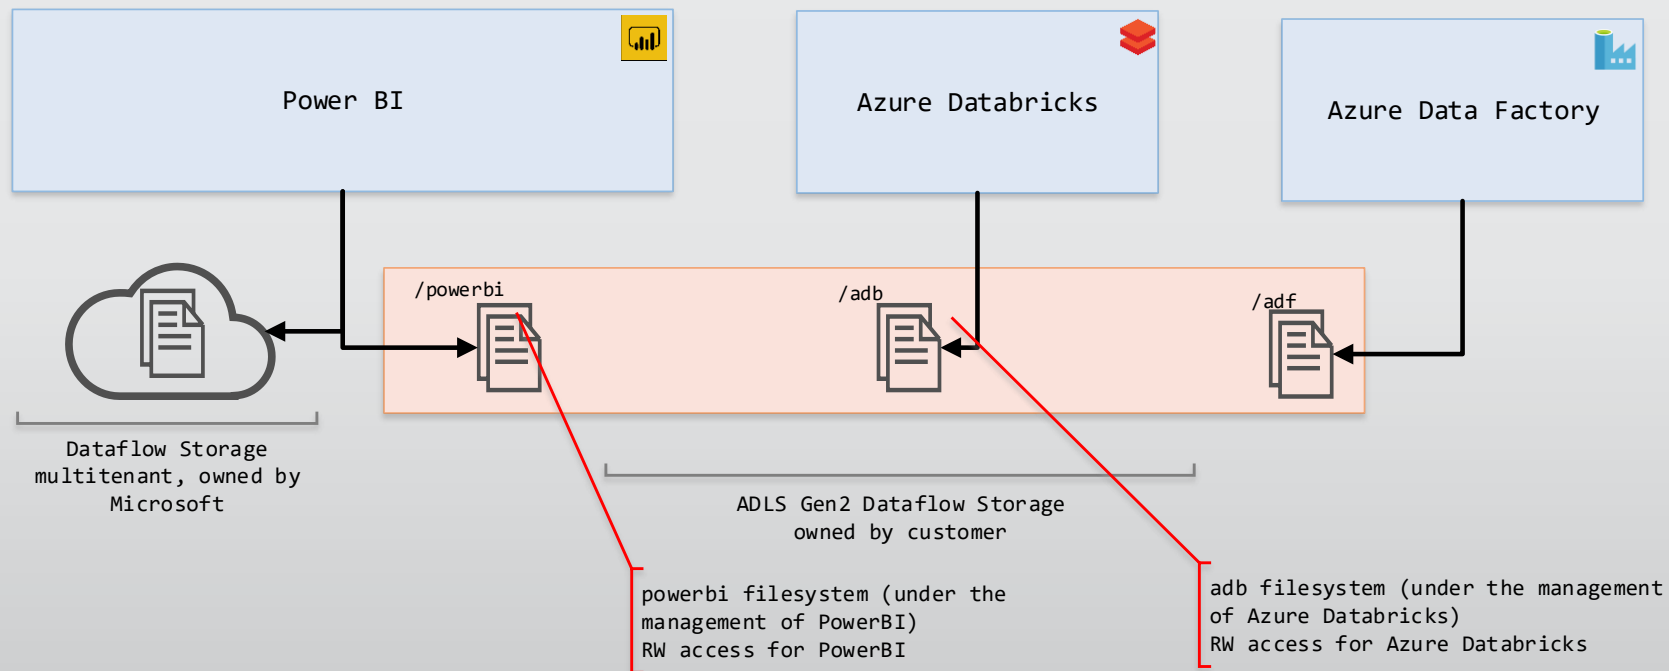 Power BI
Azure Databricks
Azure Data Factory
/powerbi
/adb
/adf
Dataflow Storage
multitenant, owned by
Microsoft
ADLS Gen2 Dataflow Storage
owned by customer
powerbi filesystem (under the
management of PowerBI)
RW access for PowerBI
adb filesystem (under the management
of Azure Databricks)
RW access for Azure Databricks